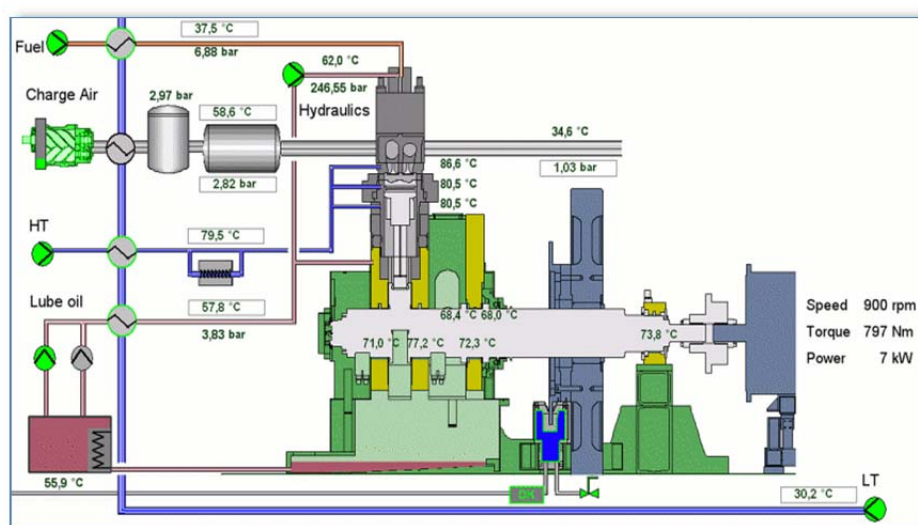 37,5 °C
Fuel
6,88 bar
62,0 °C
246,55 bar
Hydraulics
Charge Air
2,97 bar
58,6 °C
2,82 bar
34,6 °C
1,03 bar
86,6 °C
80,5 °C
80,5 °C
HT
79,5 °C
Lube oil
57,8 °C
3,83 bar
68,4 °C
68,0 °C
71,0 °C
77,2 °C
72,3 °C
73,8 °C
Speed 900 rpm
Torque 797 Nm
Power 7 kW
55,9 °C
OK
30,2 °C
LT